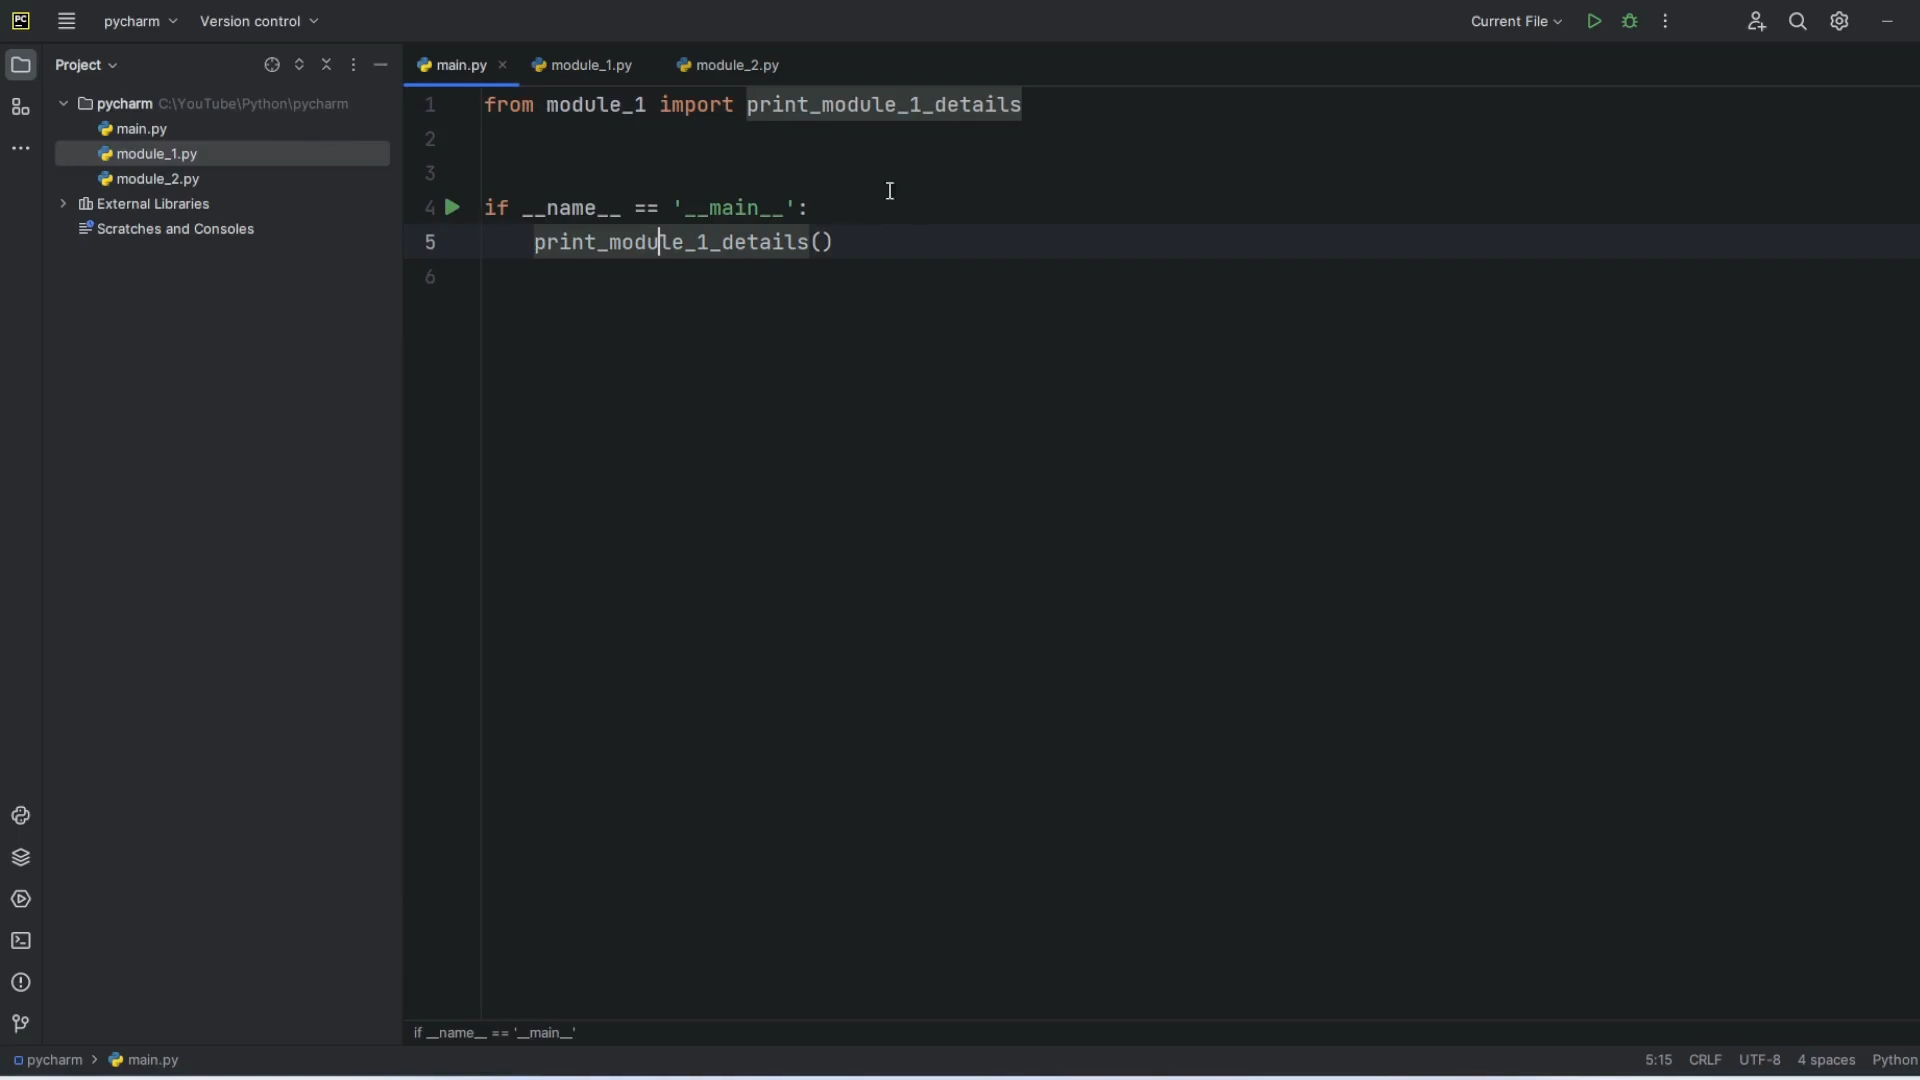 PC pycharm Version control Current File
Project
main.py module_1.py module_2.py
pycharm C:\YouTube\Python\pycharm
main.py
module_1.py
module_2.py
External Libraries
Scratches and Consoles
1 from module_1 import print_module_1_details
2
3
4 if __name__ == '__main__':
5 print_module_1_details()
6
if __name__ == '__main__'
pycharm > main.py 5:15 CRLF UTF-8 4 spaces Python